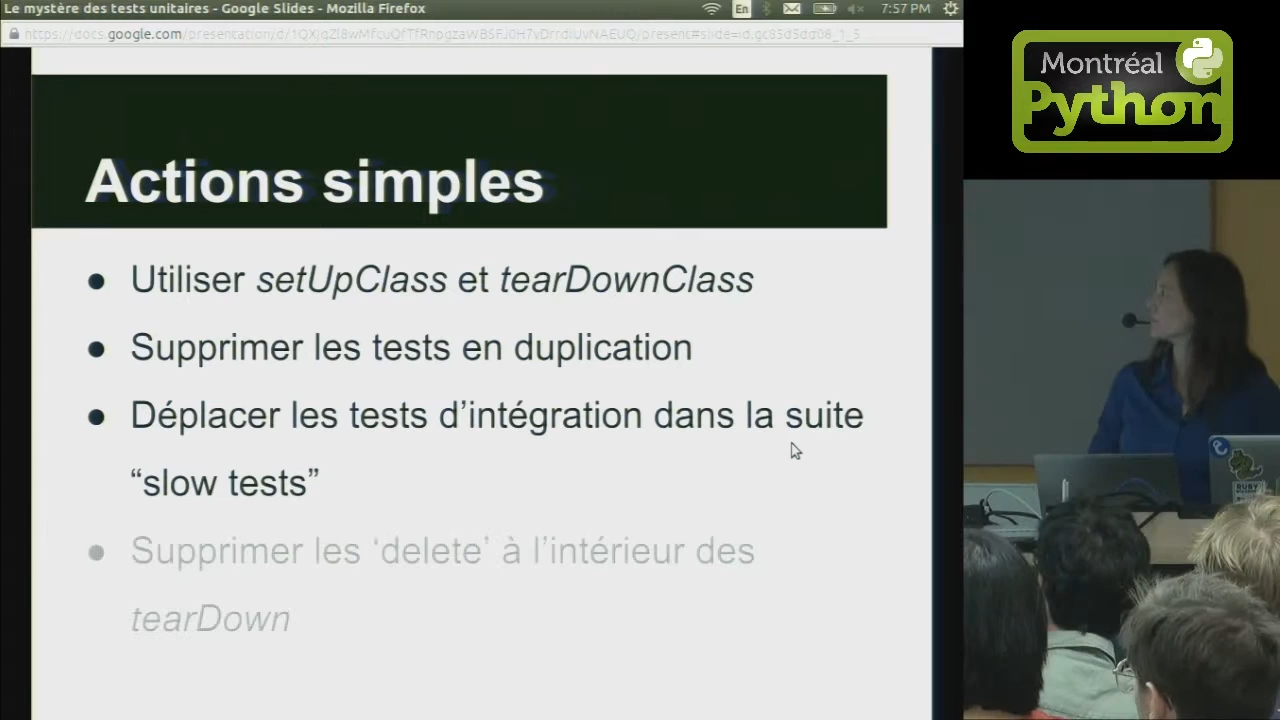 Le mystère des tests unitaires - Google Slides - Mozilla Firefox
En
7:57 PM
Montréal
Python
Actions simples
● Utiliser setUpClass et tearDownClass
● Supprimer les tests en duplication
● Déplacer les tests d’intégration dans la suite
“slow tests”
● Supprimer les ‘delete’ à l’intérieur des
tearDown
RUBY